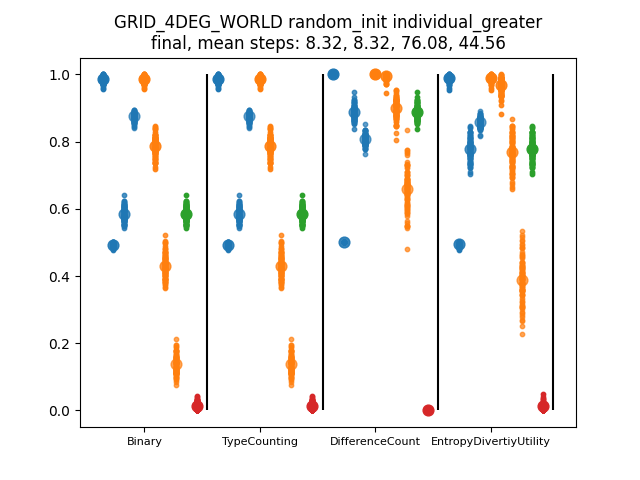 GRID_4DEG_WORLD random_init individual_greater
final, mean steps: 8.32, 8.32, 76.08, 44.56
1.0
0.8
0.6
0.4
0.2
0.0
Binary
TypeCounting
DifferenceCount
EntropyDivertiyUtility